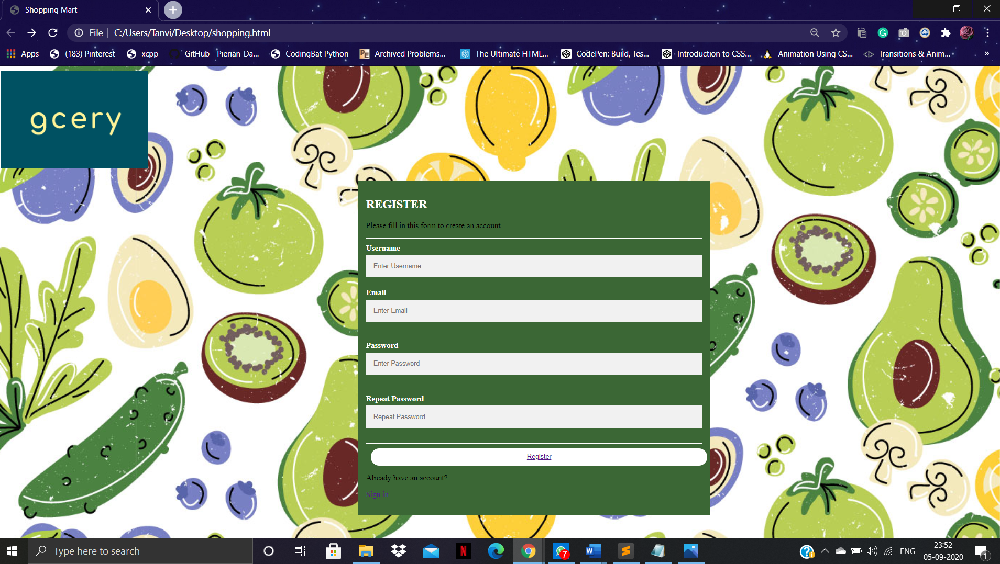 Shopping Mart
File
C:/Users/Tanvi/Desktop/shopping.html
Apps
(183) Pinterest
xcpp
GitHub - Pierian-Da...
CodingBat Python
Archived Problems...
The Ultimate HTML...
CodePen: Build, Tes...
Introduction to CSS...
Animation Using CS...
Transitions & Anim...
»
gcery
REGISTER
Please fill in this form to create an account.
Username
Enter Username
Email
Enter Email
Password
Enter Password
Repeat Password
Repeat Password
Register
Already have an account?
Sign in
Type here to search
7
ENG
23:52
05-09-2020
1